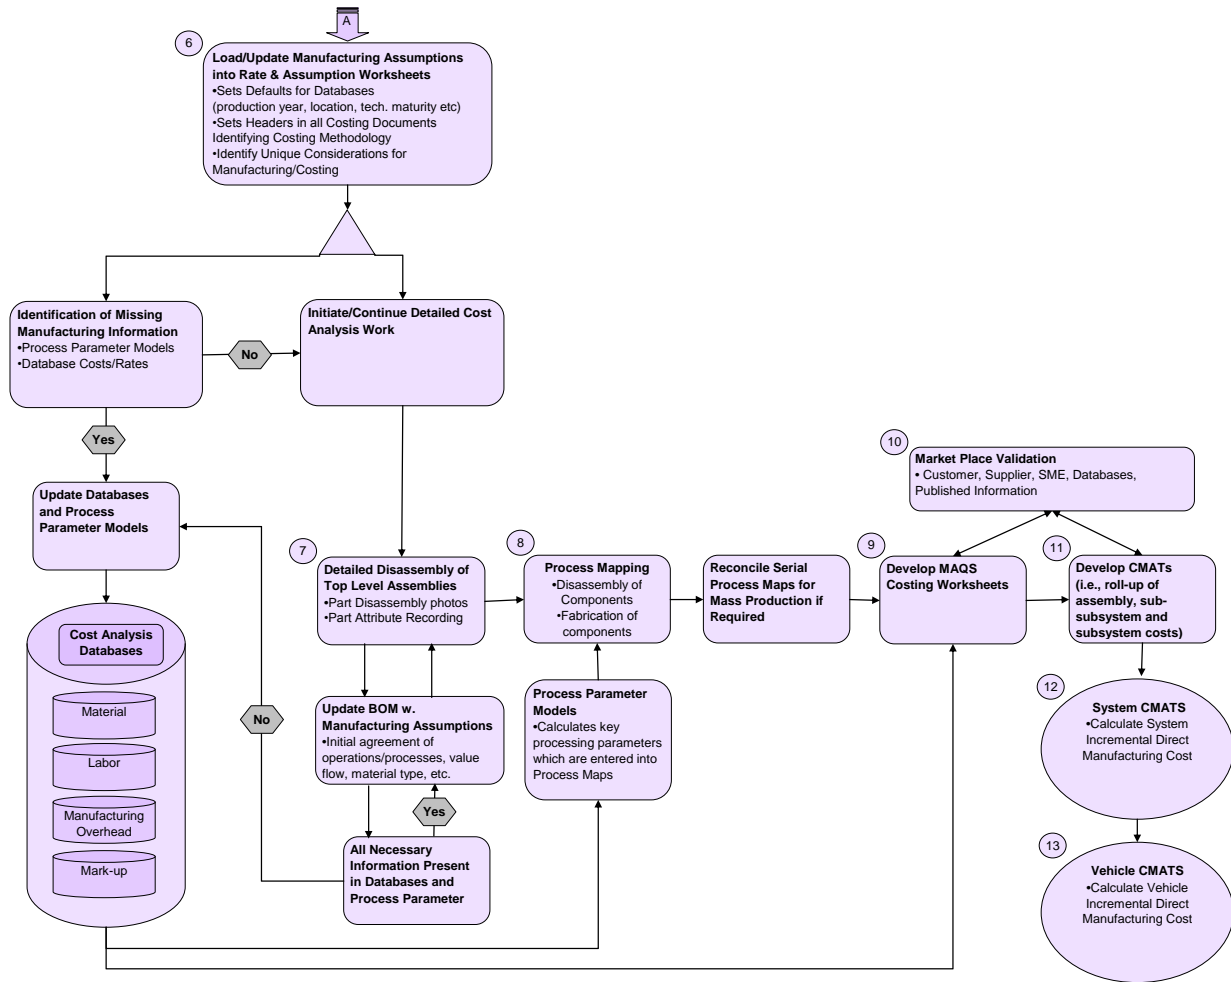 A
6
Load/Update Manufacturing Assumptions
into Rate & Assumption Worksheets
•Sets Defaults for Databases
(production year, location, tech. maturity etc)
•Sets Headers in all Costing Documents
Identifying Costing Methodology
•Identify Unique Considerations for
Manufacturing/Costing
Identification of Missing
Manufacturing Information
•Process Parameter Models
•Database Costs/Rates
No
Initiate/Continue Detailed Cost
Analysis Work
Yes
Update Databases
and Process
Parameter Models
Cost Analysis
Databases
Material
Labor
Manufacturing
Overhead
Mark-up
No
7
Detailed Disassembly of
Top Level Assemblies
•Part Disassembly photos
•Part Attribute Recording
Update BOM w.
Manufacturing Assumptions
•Initial agreement of
operations/processes, value
flow, material type, etc.
Yes
All Necessary
Information Present
in Databases and
Process Parameter
8
Process Mapping
•Disassembly of
Components
•Fabrication of
components
Process Parameter
Models
•Calculates key
processing parameters
which are entered into
Process Maps
Reconcile Serial
Process Maps for
Mass Production if
Required
9
Develop MAQS
Costing Worksheets
10
Market Place Validation
• Customer, Supplier, SME, Databases,
Published Information
11
Develop CMATs
(i.e., roll-up of
assembly, sub-
subsystem and
subsystem costs)
12
System CMATS
•Calculate System
Incremental Direct
Manufacturing Cost
13
Vehicle CMATS
•Calculate Vehicle
Incremental Direct
Manufacturing Cost